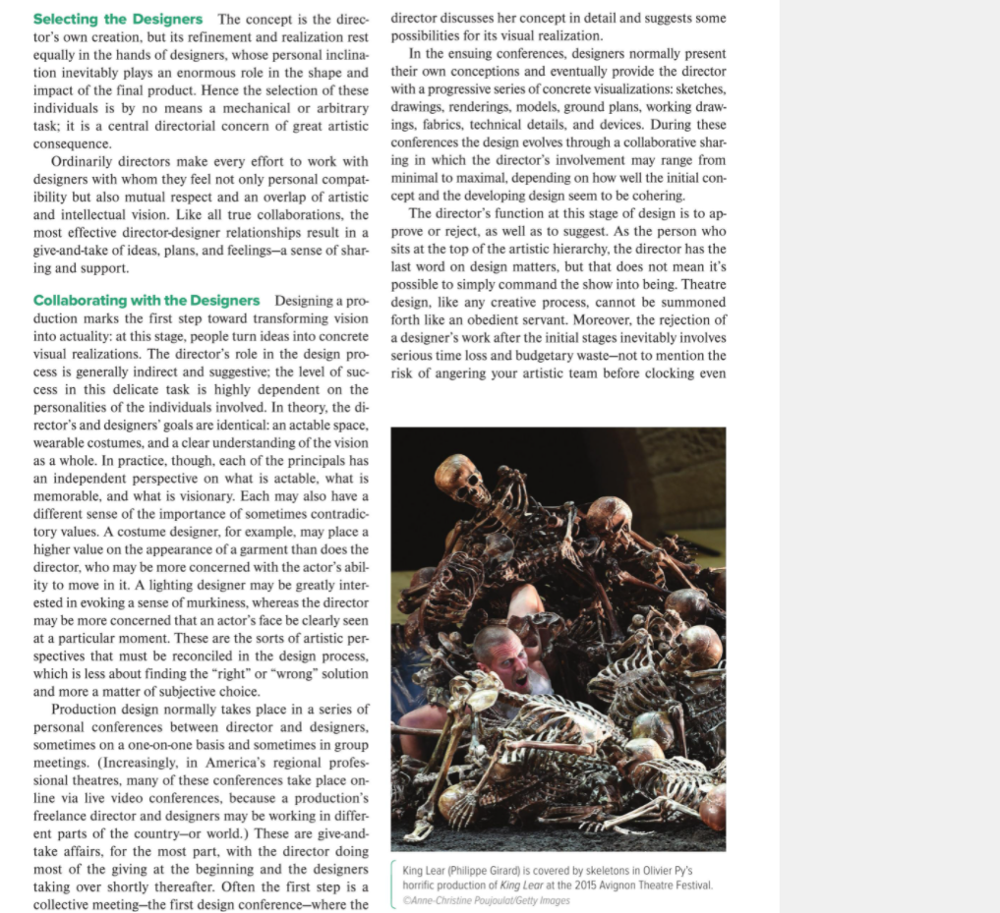 Selecting the Designers The concept is the direc-
tor's own creation, but its refinement and realization rest
equally in the hands of designers, whose personal inclina-
tion inevitably plays an enormous role in the shape and
impact of the final product. Hence the selection of these
individuals is by no means a mechanical or arbitrary
task; it is a central directorial concern of great artistic
consequence.
Ordinarily directors make every effort to work with
designers with whom they feel not only personal compat-
ibility but also mutual respect and an overlap of artistic
and intellectual vision. Like all true collaborations, the
most effective director-designer relationships result in a
give-and-take of ideas, plans, and feelings—a sense of shar-
ing and support.
Collaborating with the Designers Designing a pro-
duction marks the first step toward transforming vision
into actuality: at this stage, people turn ideas into concrete
visual realizations. The director's role in the design pro-
cess is generally indirect and suggestive; the level of suc-
cess in this delicate task is highly dependent on the
personalities of the individuals involved. In theory, the di-
rector's and designers' goals are identical: an actable space,
wearable costumes, and a clear understanding of the vision
as a whole. In practice, though, each of the principals has
an independent perspective on what is actable, what is
memorable, and what is visionary. Each may also have a
different sense of the importance of sometimes contradic-
tory values. A costume designer, for example, may place a
higher value on the appearance of a garment than does the
director, who may be more concerned with the actor's abil-
ity to move in it. A lighting designer may be greatly inter-
ested in evoking a sense of murkiness, whereas the director
may be more concerned that an actor's face be clearly seen
at a particular moment. These are the sorts of artistic per-
spectives that must be reconciled in the design process,
which is less about finding the "right" or "wrong" solution
and more a matter of subjective choice.
Production design normally takes place in a series of
personal conferences between director and designers,
sometimes on a one-on-one basis and sometimes in group
meetings. (Increasingly, in America's regional profes-
sional theatres, many of these conferences take place on-
line via live video conferences, because a production's
freelance director and designers may be working in differ-
ent parts of the country—or world.) These are give-and-
take affairs, for the most part, with the director doing
most of the giving at the beginning and the designers
taking over shortly thereafter. Often the first step is a
collective meeting—the first design conference—where the
director discusses her concept in detail and suggests some
possibilities for its visual realization.
In the ensuing conferences, designers normally present
their own conceptions and eventually provide the director
with a progressive series of concrete visualizations: sketches,
drawings, renderings, models, ground plans, working draw-
ings, fabrics, technical details, and devices. During these
conferences the design evolves through a collaborative shar-
ing in which the director's involvement may range from
minimal to maximal, depending on how well the initial con-
cept and the developing design seem to be cohering.
The director's function at this stage of design is to ap-
prove or reject, as well as to suggest. As the person who
sits at the top of the artistic hierarchy, the director has the
last word on design matters, but that does not mean it's
possible to simply command the show into being. Theatre
design, like any creative process, cannot be summoned
forth like an obedient servant. Moreover, the rejection of
a designer's work after the initial stages inevitably involves
serious time loss and budgetary waste—not to mention the
risk of angering your artistic team before clocking even
King Lear (Philippe Girard) is covered by skeletons in Olivier Py's
horrific production of King Lear at the 2015 Avignon Theatre Festival.
©Anne-Christine Poujoulat/Getty Images